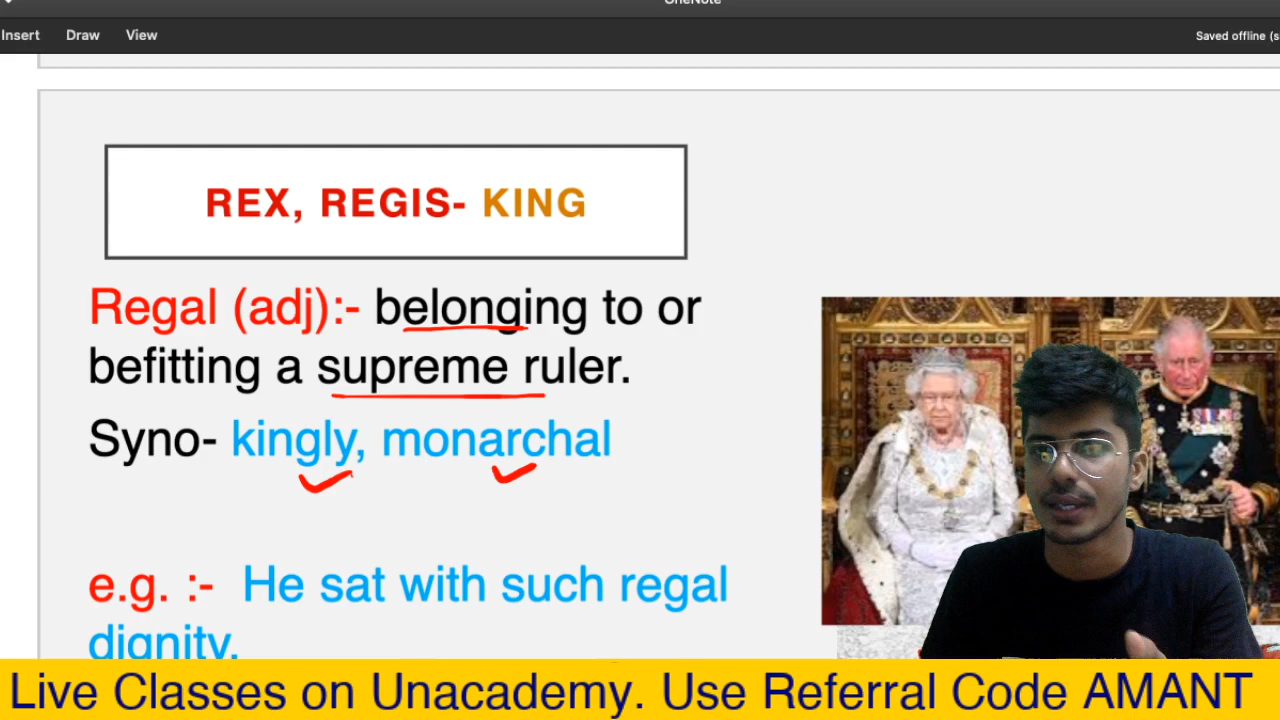 Insert Draw View Saved offline (s
REX, REGIS- KING
Regal (adj):- belonging to or
befitting a supreme ruler.
Syno- kingly, monarchal
e.g. :- He sat with such regal
dignity.
Live Classes on Unacademy. Use Referral Code AMANT